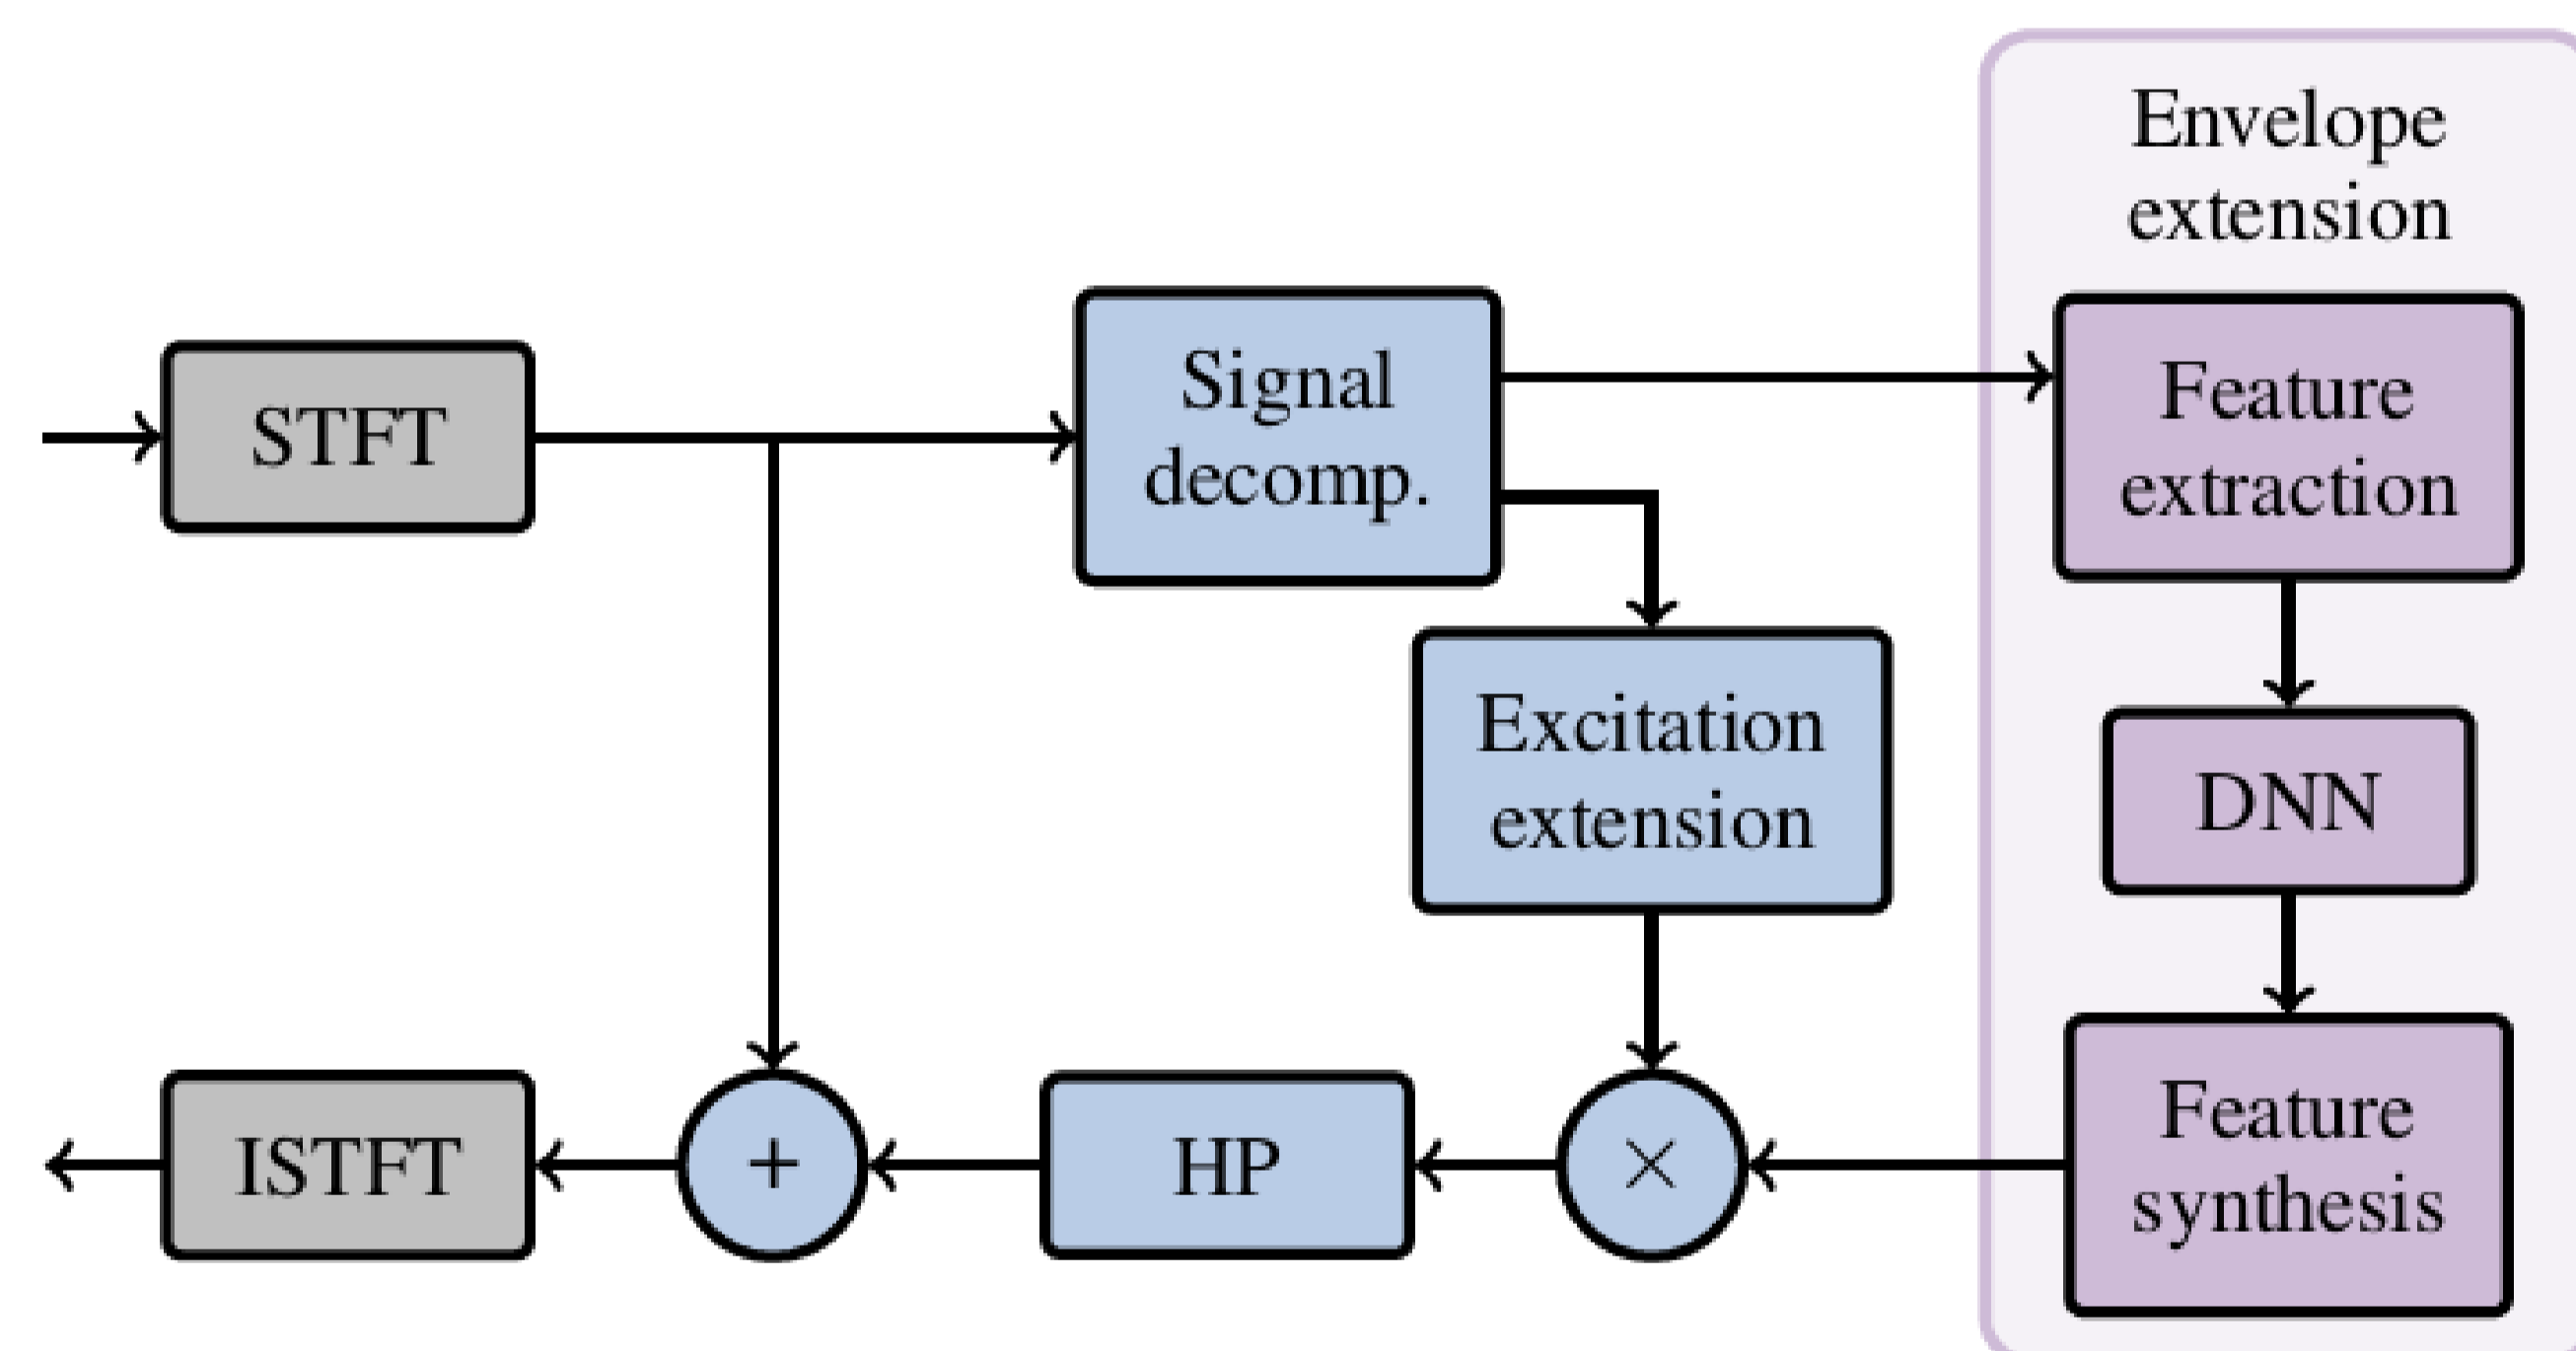 Envelope
extension
STFT
Signal
decomp.
Feature
extraction
Excitation
extension
DNN
ISTFT
+
HP
×
Feature
synthesis